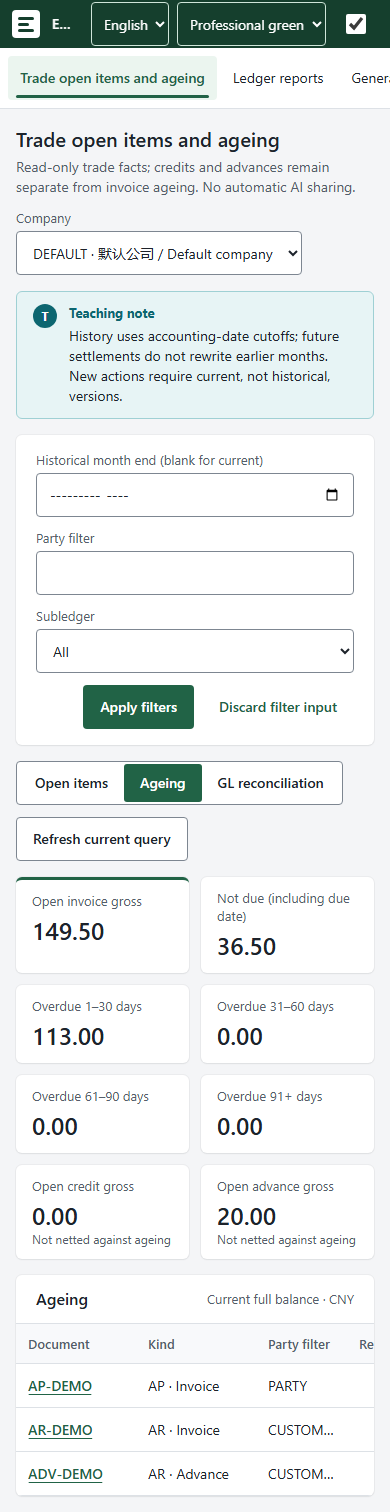 E...
English
Professional green
Trade open items and ageing
Ledger reports
Gener
Trade open items and ageing
Read-only trade facts; credits and advances remain
separate from invoice ageing. No automatic AI sharing.
Company
DEFAULT · 默认公司 / Default company
T
Teaching note
History uses accounting-date cutoffs; future
settlements do not rewrite earlier months.
New actions require current, not historical,
versions.
Historical month end (blank for current)
--------- ----
Party filter
Subledger
All
Apply filters
Discard filter input
Open items
Ageing
GL reconciliation
Refresh current query
Open invoice gross
149.50
Not due (including due
date)
36.50
Overdue 1–30 days
113.00
Overdue 31–60 days
0.00
Overdue 61–90 days
0.00
Overdue 91+ days
0.00
Open credit gross
0.00
Not netted against ageing
Open advance gross
20.00
Not netted against ageing
Ageing
Current full balance · CNY
Document
Kind
Party filter
Re
AP-DEMO
AP · Invoice
PARTY
AR-DEMO
AR · Invoice
CUSTOM...
ADV-DEMO
AR · Advance
CUSTOM...